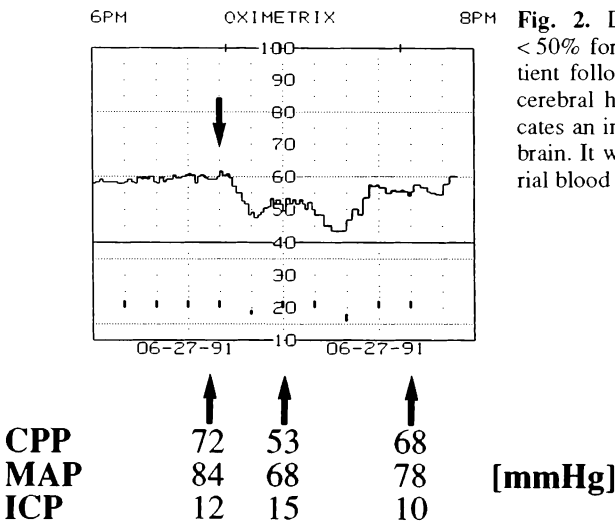 6PM OXIMETRIX 8PM
100
90
80
70
60
50
40
30
20
10
06-27-91 06-27-91
CPP 72 53 68
MAP 84 68 78 [mmHg]
ICP 12 15 10
Fig. 2. D
< 50% for
tient follo
cerebral h
cates an in
brain. It w
rial blood